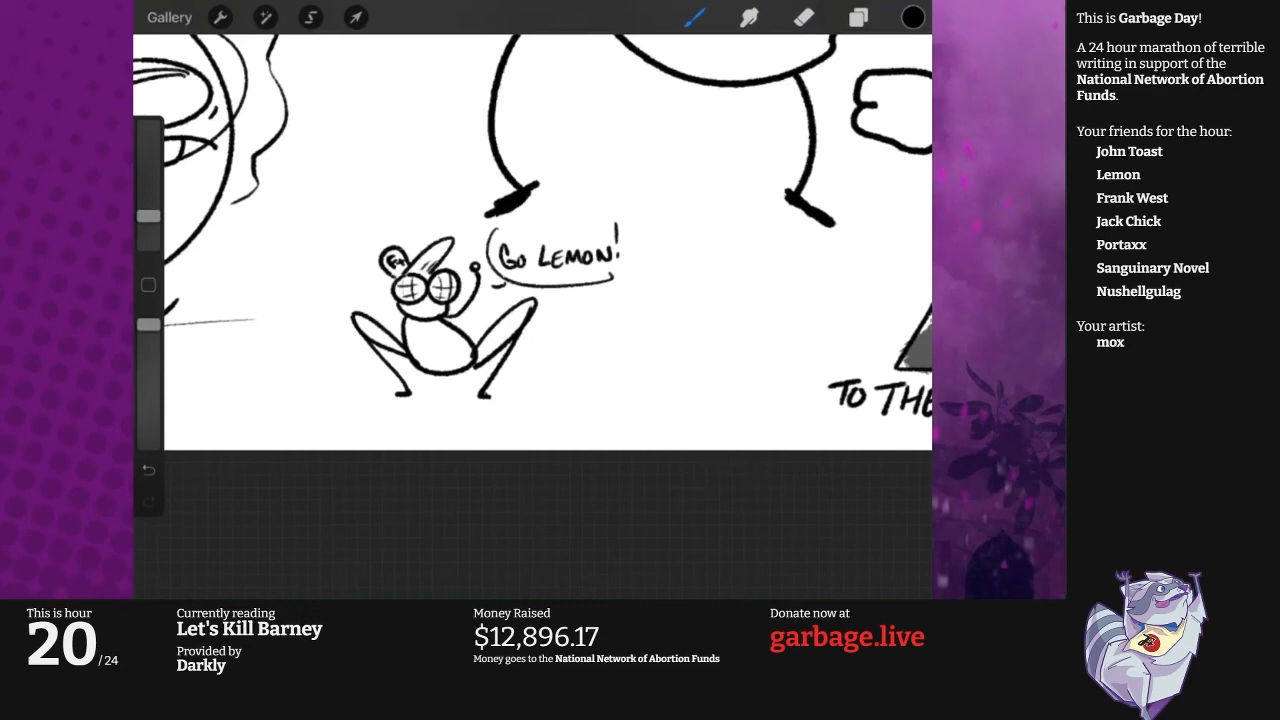 Gallery
GO LEMON!
TO THE
This is Garbage Day!
A 24 hour marathon of terrible
writing in support of the
National Network of Abortion
Funds.
Your friends for the hour:
John Toast
Lemon
Frank West
Jack Chick
Portaxx
Sanguinary Novel
Nushellgulag
Your artist:
mox
This is hour
20/24
Currently reading
Let's Kill Barney
Provided by
Darkly
Money Raised
$12,896.17
Money goes to the National Network of Abortion Funds
Donate now at
garbage.live